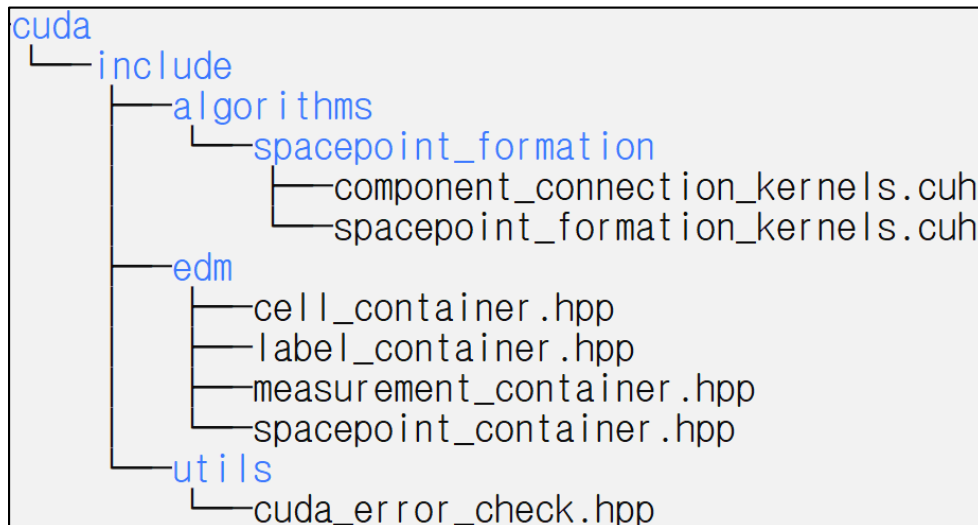 cuda
include
algorithms
spacepoint_formation
component_connection_kernels.cuh
spacepoint_formation_kernels.cuh
edm
cell_container.hpp
label_container.hpp
measurement_container.hpp
spacepoint_container.hpp
utils
cuda_error_check.hpp